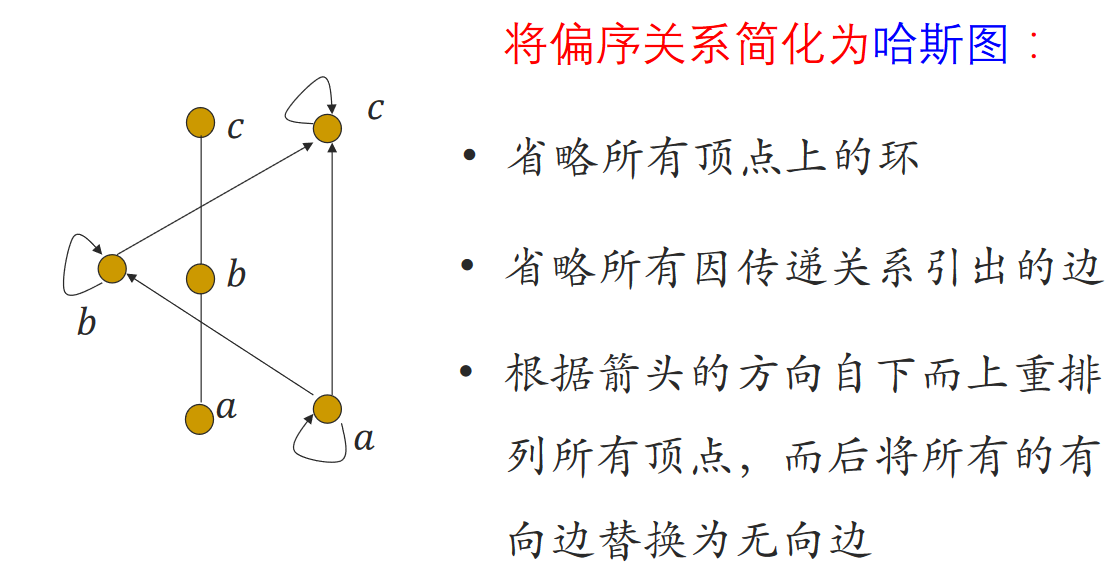 将偏序关系简化为哈斯图：
c
c
• 省略所有顶点上的环
b
b
• 省略所有因传递关系引出的边
a
a
• 根据箭头的方向自下而上重排
列所有顶点，而后将所有的有
向边替换为无向边